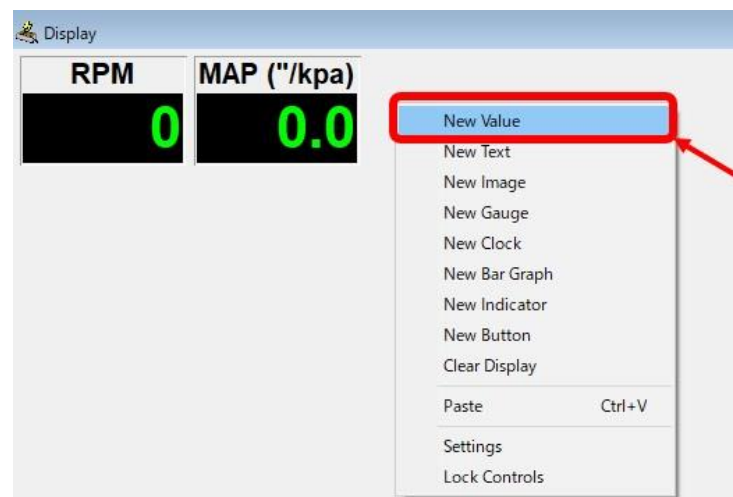 Display
RPM MAP ("/kpa)
0 0.0
New Value
New Text
New Image
New Gauge
New Clock
New Bar Graph
New Indicator
New Button
Clear Display
Paste Ctrl+V
Settings
Lock Controls